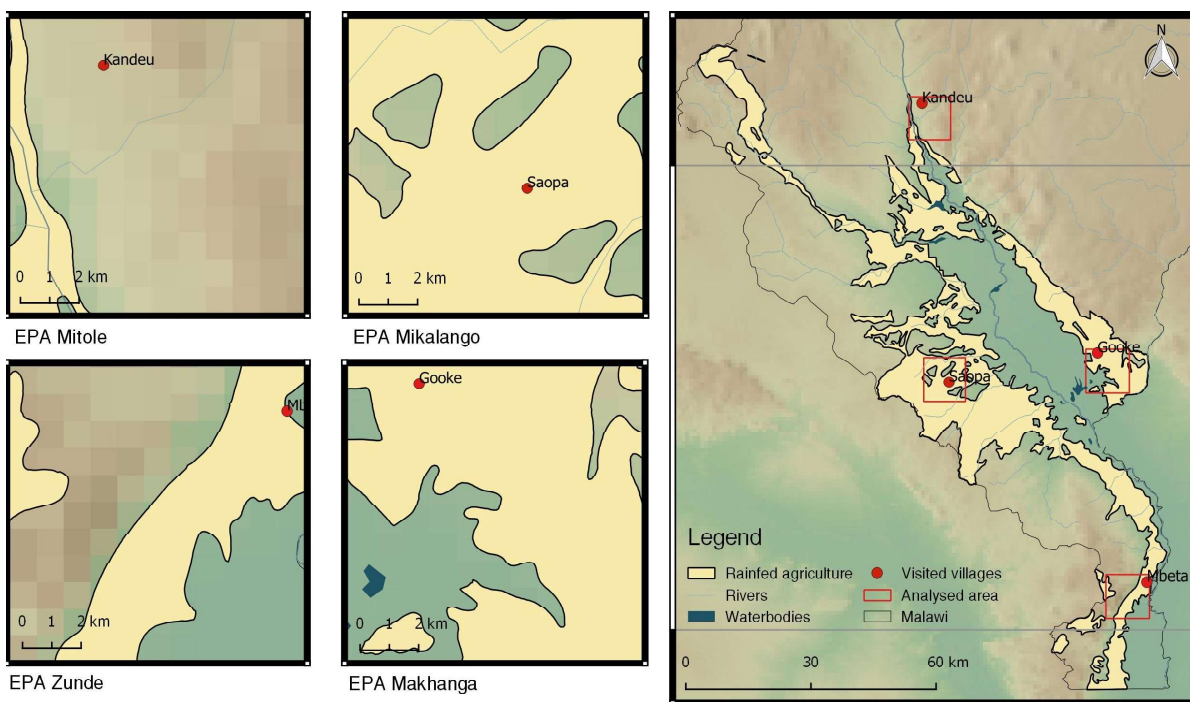 Kandeu
0 1 2 km
EPA Mitole
Saopa
0 1 2 km
EPA Mikalango
0 1 2 km
EPA Zunde
Gooke
0 1 2 km
EPA Makhanga
N
Kandeu
Gooke
Saopa
Mbeta
Legend
Rainfed agriculture
Rivers
Waterbodies
Visited villages
Analysed area
Malawi
0 30 60 km